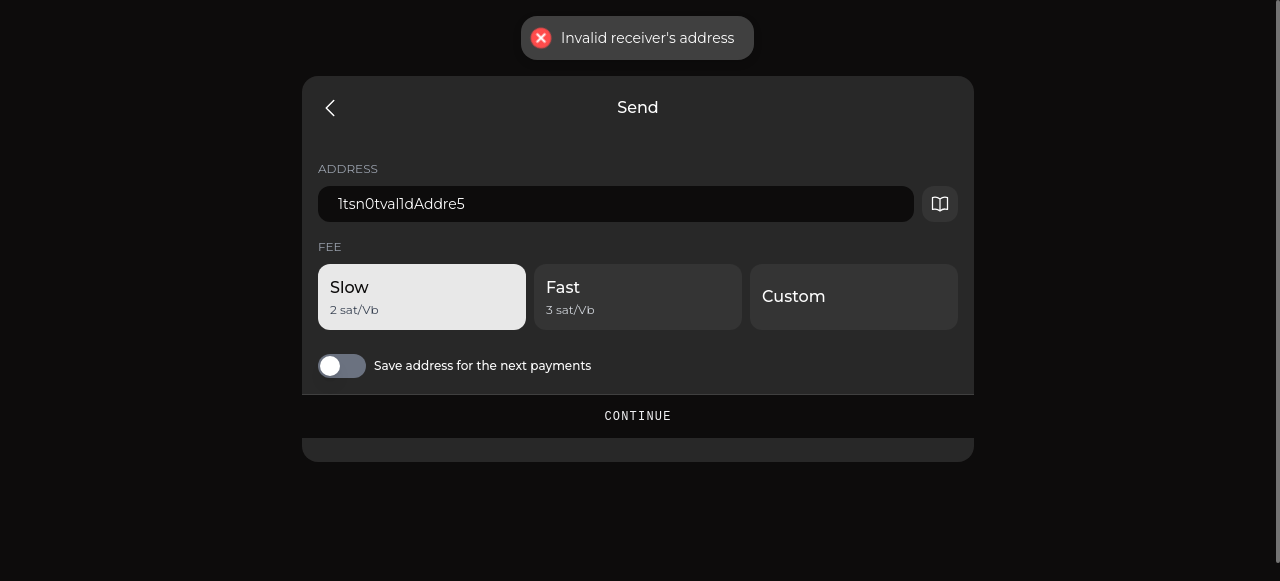 Invalid receiver's address
Send
ADDRESS
1tsn0tval1dAddre5
FEE
Slow
2 sat/Vb
Fast
3 sat/Vb
Custom
Save address for the next payments
CONTINUE